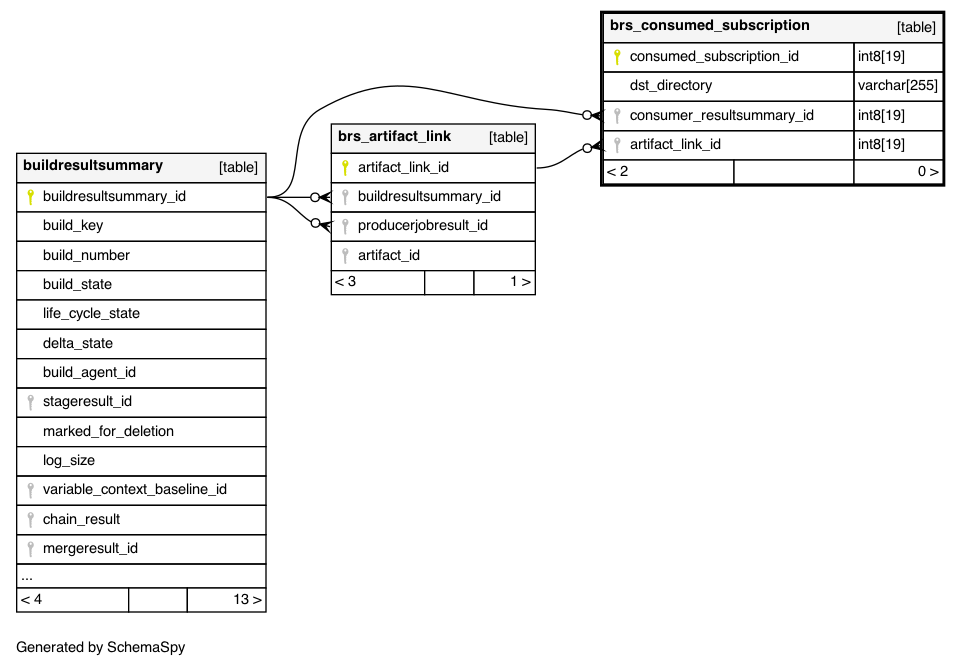 brs_consumed_subscription [table]
consumed_subscription_id int8[19]
dst_directory varchar[255]
consumer_resultsummary_id int8[19]
artifact_link_id int8[19]
< 2 0 >
brs_artifact_link [table]
artifact_link_id
buildresultsummary_id
producerjobresult_id
artifact_id
< 3 1 >
buildresultsummary [table]
buildresultsummary_id
build_key
build_number
build_state
life_cycle_state
delta_state
build_agent_id
stageresult_id
marked_for_deletion
log_size
variable_context_baseline_id
chain_result
mergeresult_id
...
< 4 13 >
Generated by SchemaSpy